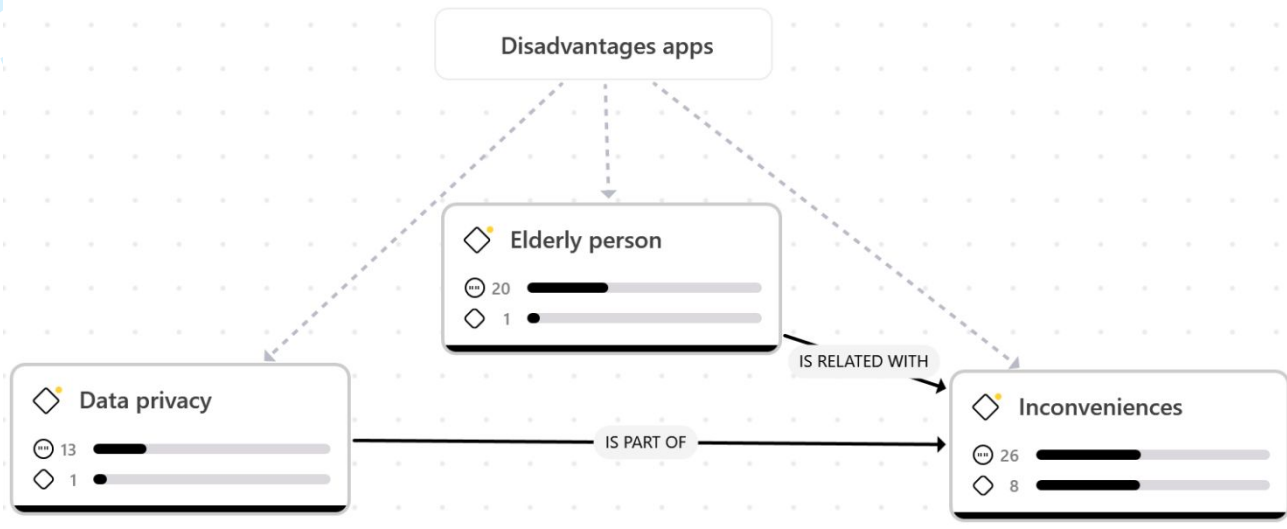 Disadvantages apps
Elderly person
20
1
IS RELATED WITH
Data privacy
13
1
IS PART OF
Inconveniences
26
8